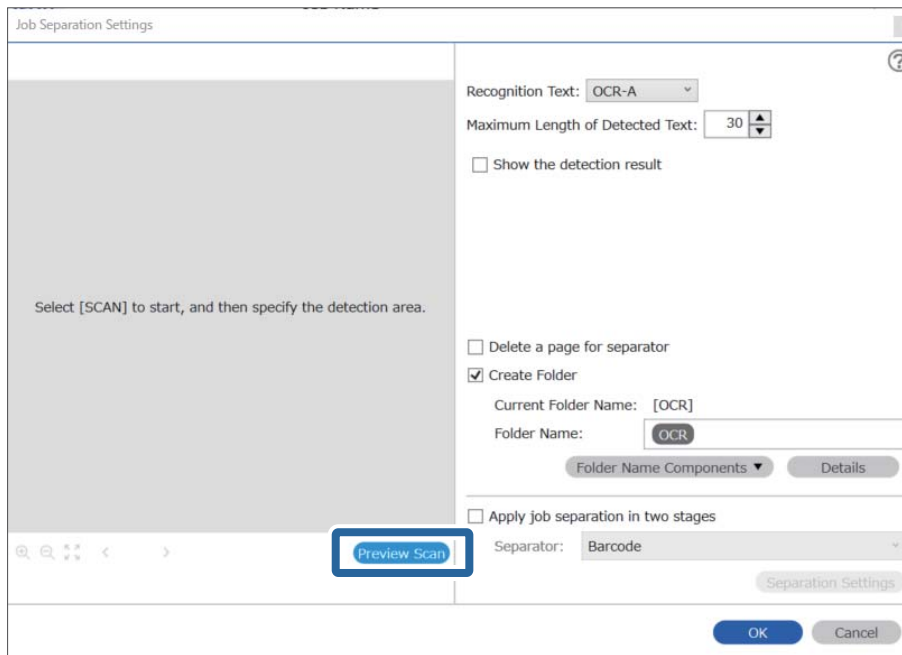 Job Separation Settings
Recognition Text: OCR-A
Maximum Length of Detected Text: 30
Show the detection result
Select [SCAN] to start, and then specify the detection area.
Delete a page for separator
Create Folder
Current Folder Name: [OCR]
Folder Name: OCR
Folder Name Components ▼ Details
Apply job separation in two stages
Preview Scan Separator: Barcode
Separation Settings
OK Cancel